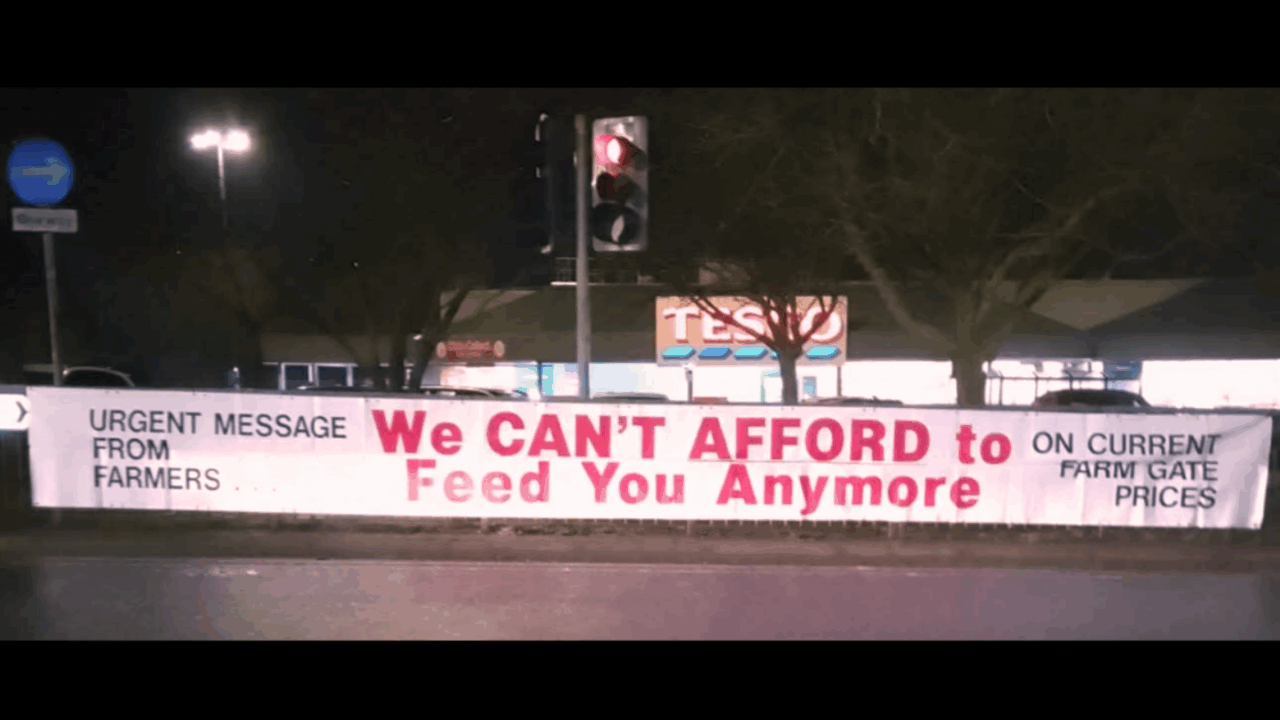 TESCO
URGENT MESSAGE
FROM
FARMERS . . .
We CAN'T AFFORD to
Feed You Anymore
ON CURRENT
FARM GATE
PRICES